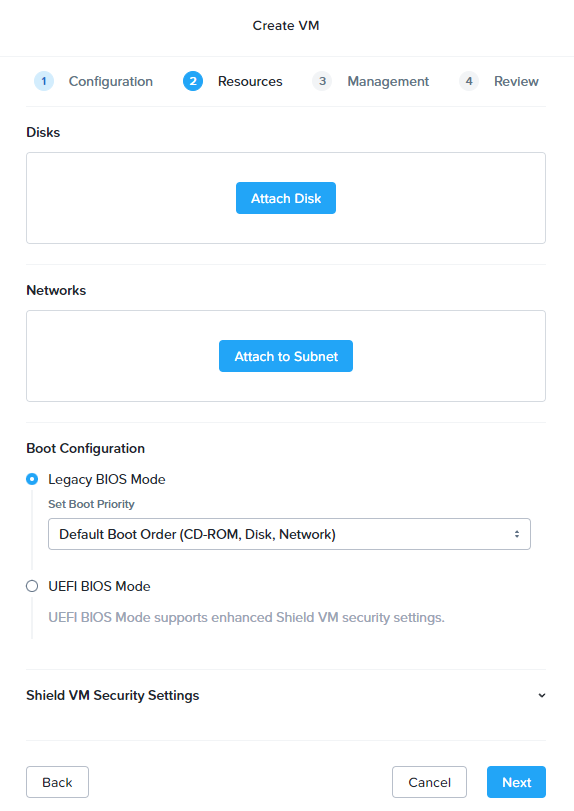 Create VM
1 Configuration 2 Resources 3 Management 4 Review
Disks
Attach Disk
Networks
Attach to Subnet
Boot Configuration
Legacy BIOS Mode
Set Boot Priority
Default Boot Order (CD-ROM, Disk, Network)
UEFI BIOS Mode
UEFI BIOS Mode supports enhanced Shield VM security settings.
Shield VM Security Settings
Back Cancel Next